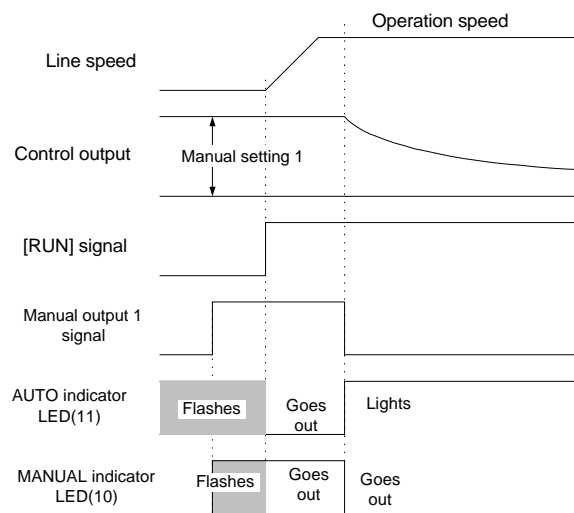 Operation speed
Line speed
Control output
Manual setting 1
[RUN] signal
Manual output 1
signal
AUTO indicator
LED(11)
Flashes
Goes
out
Lights
MANUAL indicator
LED(10)
Flashes
Goes
out
Goes
out